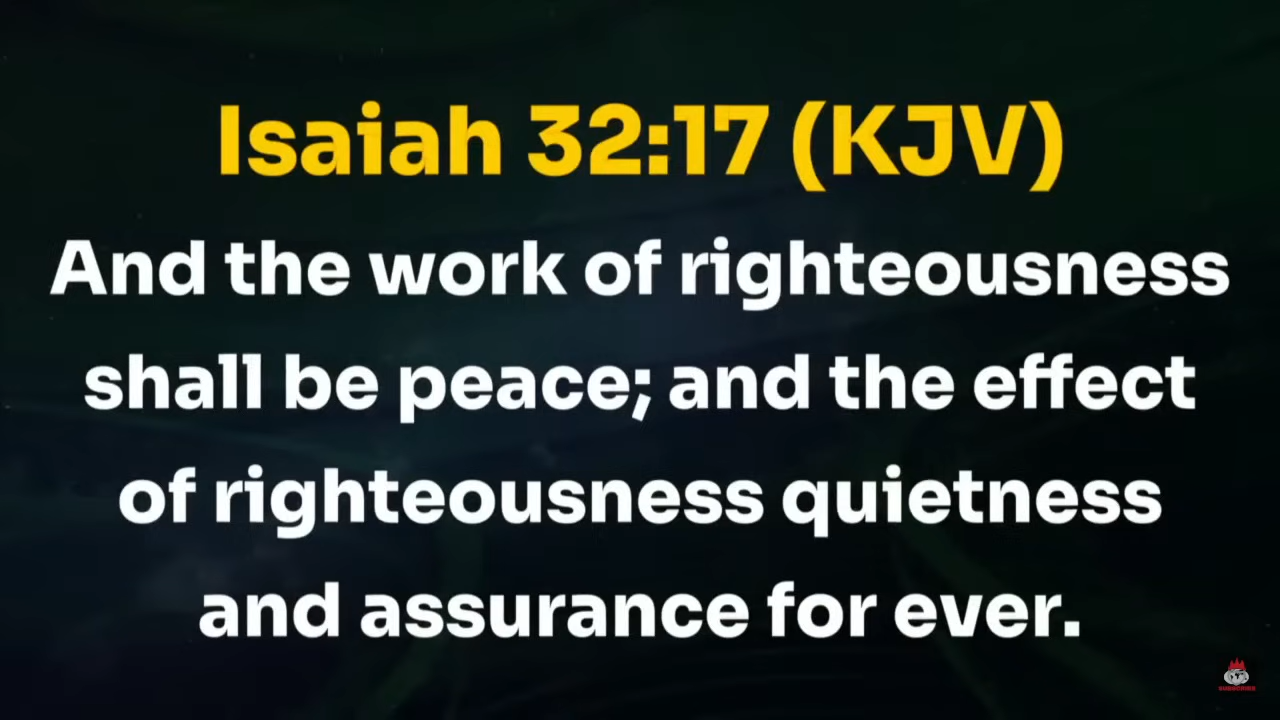 Isaiah 32:17 (KJV)
And the work of righteousness
shall be peace; and the effect
of righteousness quietness
and assurance for ever.
SUBSCRIBE